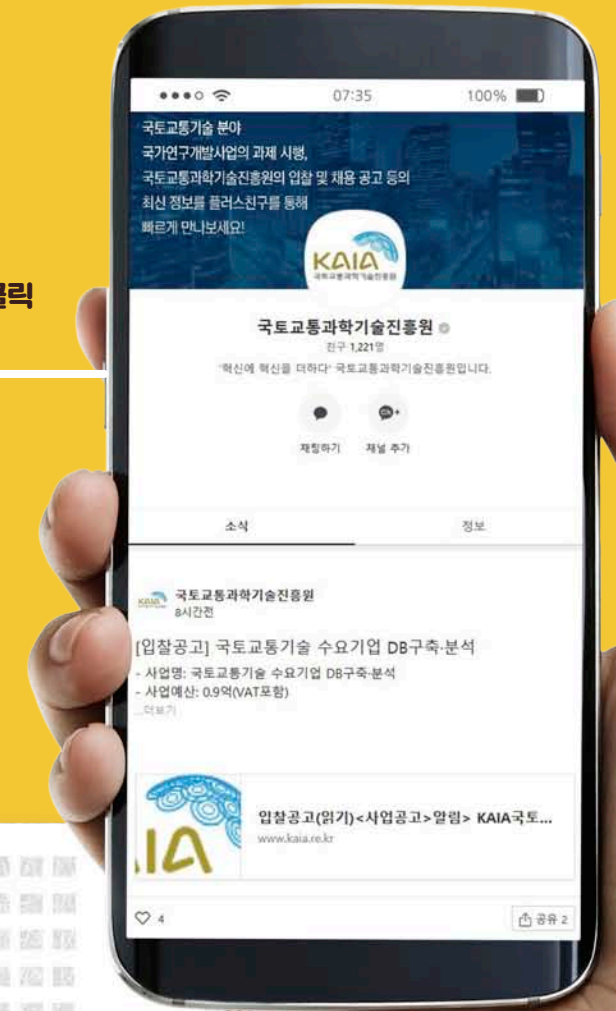 07:35
100%
국토교통기술 분야
국가연구개발사업의 과제 시행,
국토교통과학기술진흥원의 입찰 및 채용 공고 등의
최신 정보를 플러스친구를 통해
빠르게 만나보세요!
KAIA
국토교통과학기술진흥원
릭
국토교통과학기술진흥원
친구 1,221명
'혁신에 혁신을 더하다' 국토교통과학기술진흥원입니다.
Ch+
채팅하기 채널 추가
소식 정보
KAIA 국토교통과학기술진흥원
8시간전
[입찰공고] 국토교통기술 수요기업 DB구축·분석
- 사업명: 국토교통기술 수요기업 DB구축·분석
- 사업예산: 0.9억(VAT포함)
...더보기
IA
입찰공고(읽기)<사업공고>알림> KAIA국토...
www.kaia.re.kr
4
공유 2